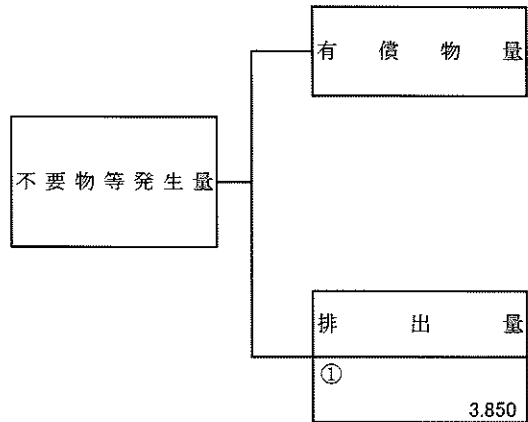 有償物量
不要物等発生量
排出量
①
3.850